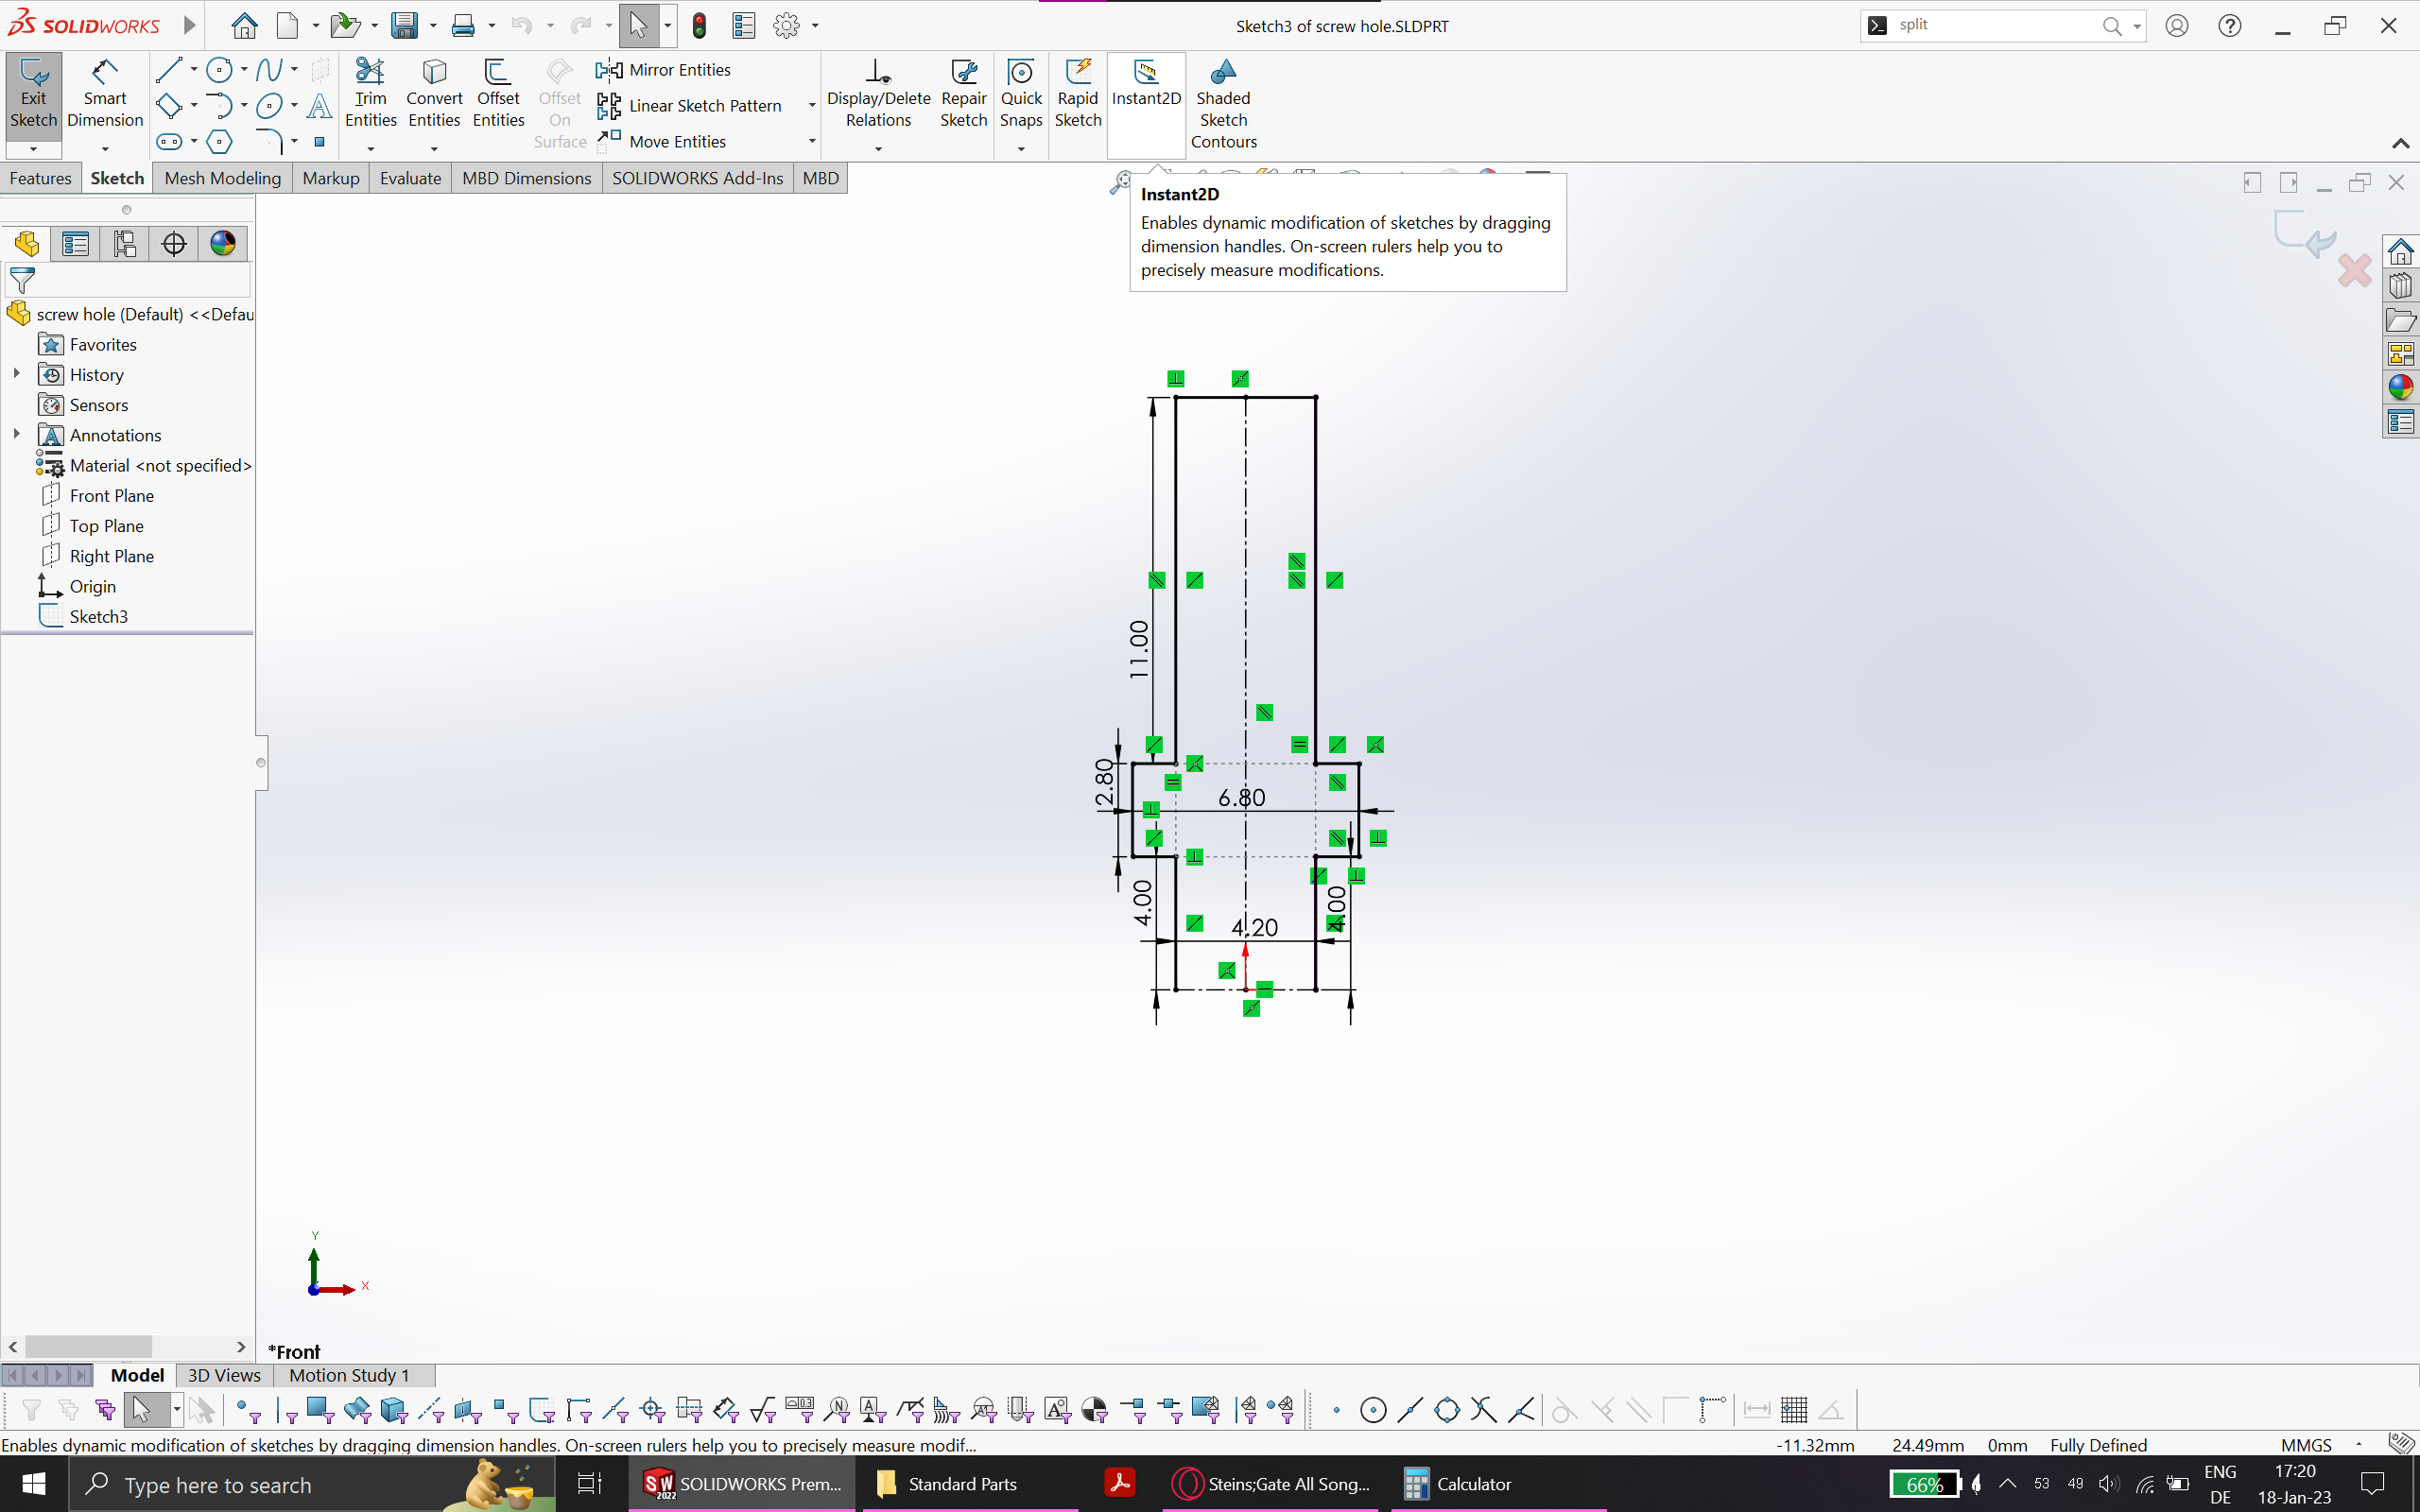 SOLIDWORKS
Sketch3 of screw hole.SLDPRT
split
Exit Sketch
Smart Dimension
Trim Entities
Convert Entities
Offset Entities
Offset On Surface
Mirror Entities
Linear Sketch Pattern
Move Entities
Display/Delete Relations
Repair Sketch
Quick Snaps
Rapid Sketch
Instant2D
Shaded Sketch Contours
Features
Sketch
Mesh Modeling
Markup
Evaluate
MBD Dimensions
SOLIDWORKS Add-Ins
MBD
Instant2D
Enables dynamic modification of sketches by dragging
dimension handles. On-screen rulers help you to
precisely measure modifications.
screw hole (Default) <<Defau
Favorites
History
Sensors
Annotations
Material <not specified>
Front Plane
Top Plane
Right Plane
Origin
Sketch3
11.00
2.80
6.80
4.00
4.00
4.20
Y
X
*Front
Model
3D Views
Motion Study 1
Enables dynamic modification of sketches by dragging dimension handles. On-screen rulers help you to precisely measure modif...
-11.32mm
24.49mm
0mm
Fully Defined
MMGS
Type here to search
SOLIDWORKS Prem...
Standard Parts
Steins;Gate All Song...
Calculator
66%
53
49
ENG
DE
17:20
18-Jan-23